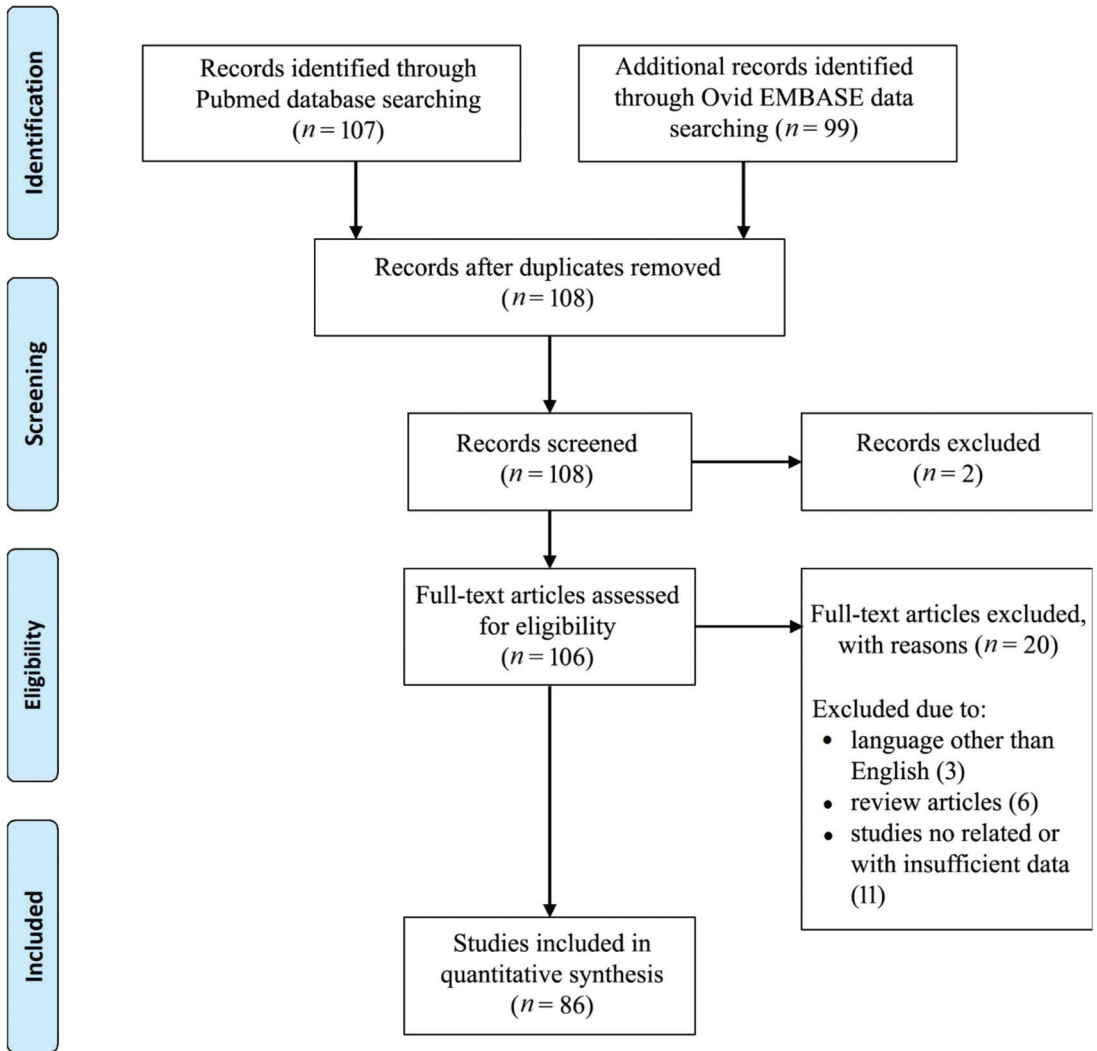 Identification
Records identified through
Pubmed database searching
(n = 107)
Additional records identified
through Ovid EMBASE data
searching (n = 99)
Records after duplicates removed
(n = 108)
Screening
Records screened
(n = 108)
Records excluded
(n = 2)
Eligibility
Full-text articles assessed
for eligibility
(n = 106)
Full-text articles excluded,
with reasons (n = 20)
Excluded due to:
• language other than
English (3)
• review articles (6)
• studies no related or
with insufficient data
(11)
Included
Studies included in
quantitative synthesis
(n = 86)